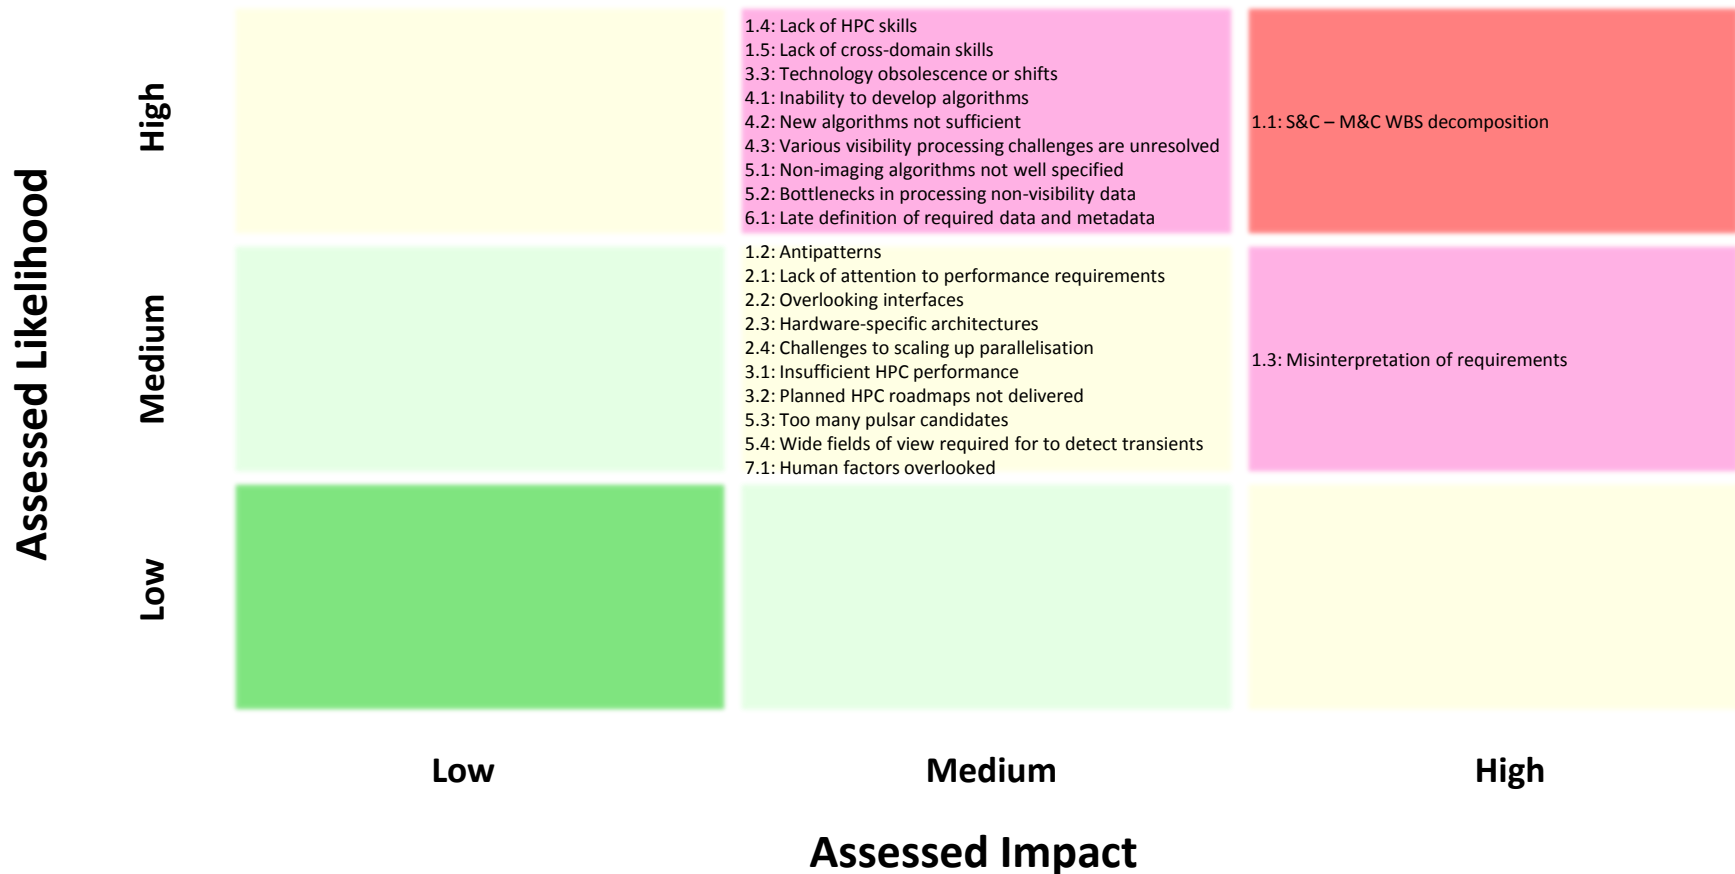 Assessed Likelihood
High
1.4: Lack of HPC skills
1.5: Lack of cross-domain skills
3.3: Technology obsolescence or shifts
4.1: Inability to develop algorithms
4.2: New algorithms not sufficient
4.3: Various visibility processing challenges are unresolved
5.1: Non-imaging algorithms not well specified
5.2: Bottlenecks in processing non-visibility data
6.1: Late definition of required data and metadata
1.1: S&C – M&C WBS decomposition
Medium
1.2: Antipatterns
2.1: Lack of attention to performance requirements
2.2: Overlooking interfaces
2.3: Hardware-specific architectures
2.4: Challenges to scaling up parallelisation
3.1: Insufficient HPC performance
3.2: Planned HPC roadmaps not delivered
5.3: Too many pulsar candidates
5.4: Wide fields of view required for to detect transients
7.1: Human factors overlooked
1.3: Misinterpretation of requirements
Low
Low
Medium
High
Assessed Impact